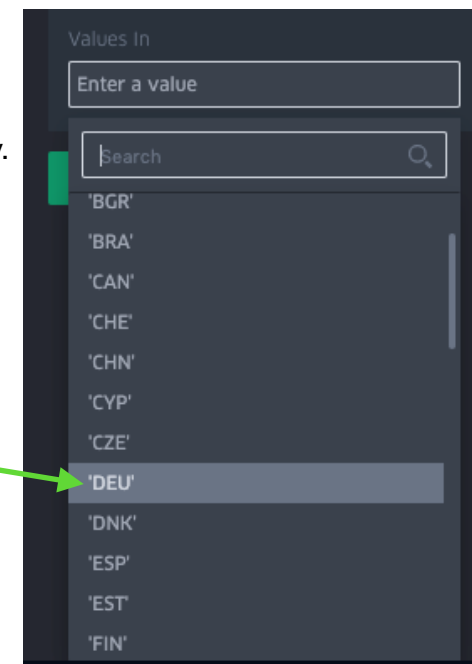 Values In
Enter a value
Search
'BGR'
'BRA'
'CAN'
'CHE'
'CHN'
'CYP'
'CZE'
'DEU'
'DNK'
'ESP'
'EST'
'FIN'